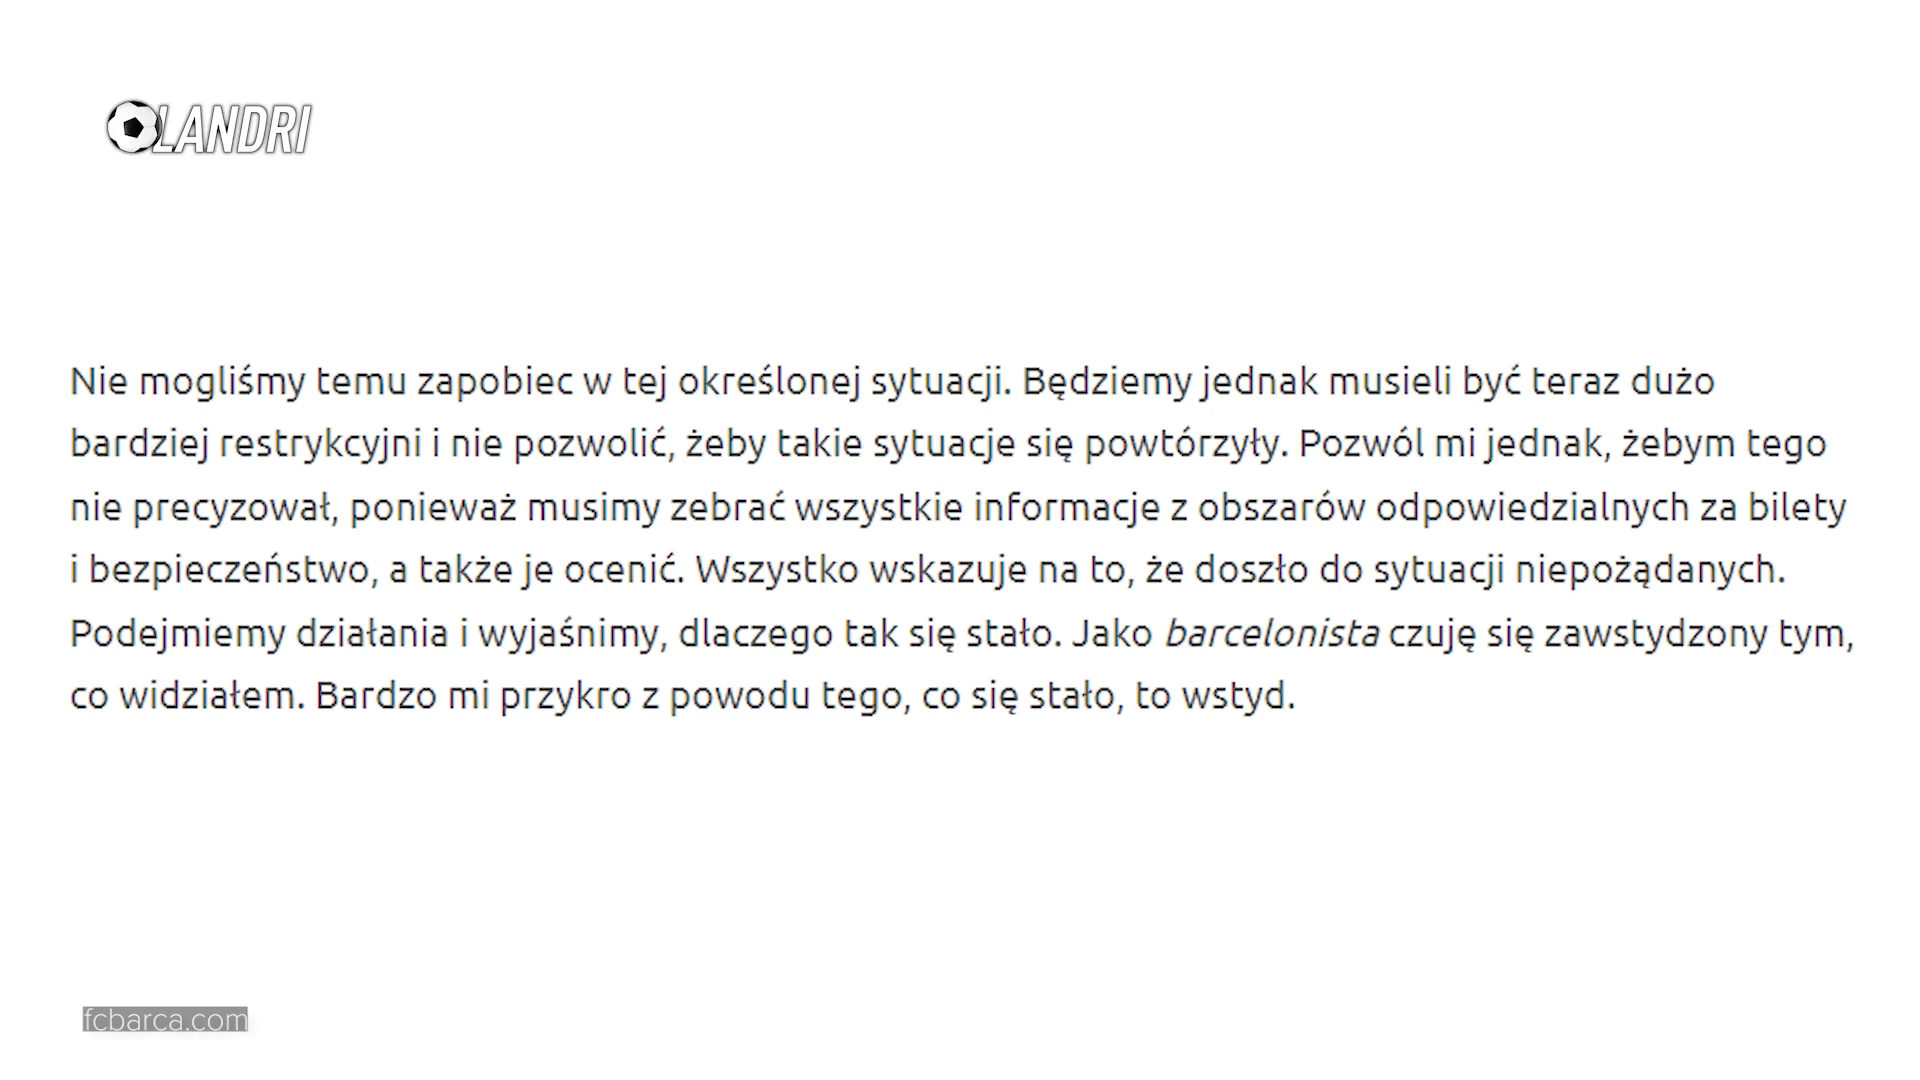 LANDRI
Nie mogliśmy temu zapobiec w tej określonej sytuacji. Będziemy jednak musieli być teraz dużo
bardziej restrykcyjni i nie pozwolić, żeby takie sytuacje się powtórzyły. Pozwól mi jednak, żebym tego
nie precyzował, ponieważ musimy zebrać wszystkie informacje z obszarów odpowiedzialnych za bilety
i bezpieczeństwo, a także je ocenić. Wszystko wskazuje na to, że doszło do sytuacji niepożądanych.
Podejmiemy działania i wyjaśnimy, dlaczego tak się stało. Jako barcelonista czuję się zawstydzony tym,
co widziałem. Bardzo mi przykro z powodu tego, co się stało, to wstyd.
fcbarca.com